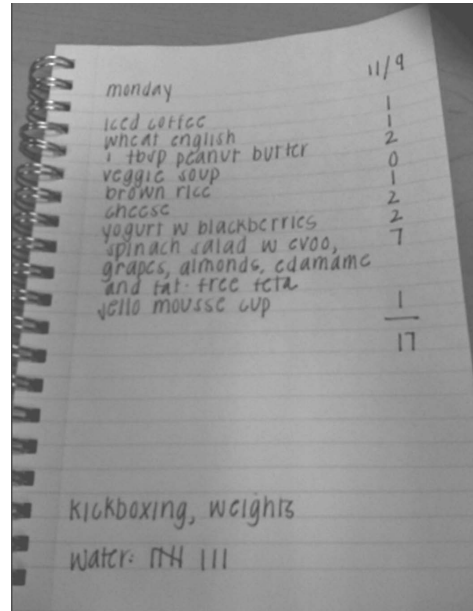 monday 11/9
iced coffee 1
wheat english 1
1 tbsp peanut butter 2
veggie soup 0
brown rice 1
cheese 2
yogurt w blackberries 2
spinach salad w evoo, 7
grapes, almonds, edamame
and fat-free feta
jello mousse cup 1
17
kickboxing, weights
water: 卌 III